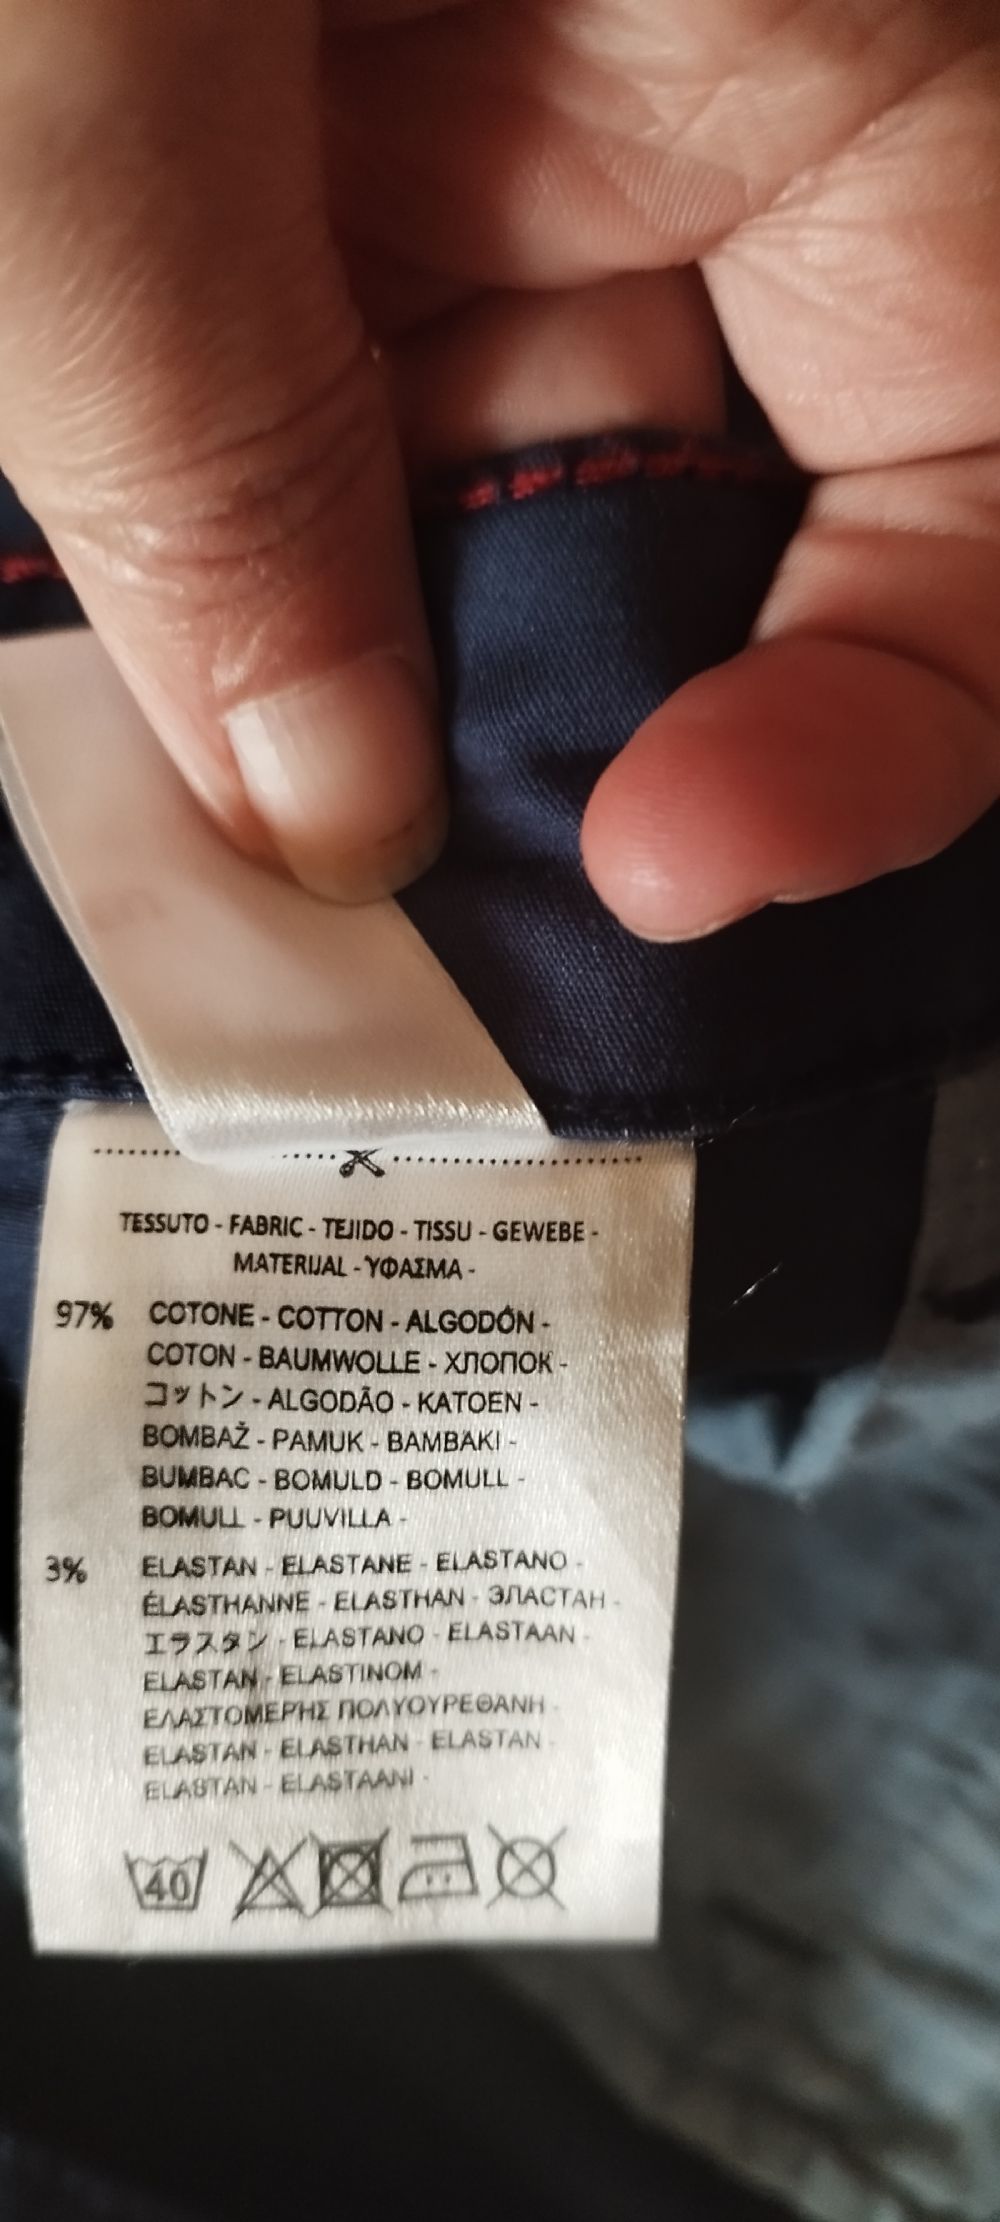 TESSUTO - FABRIC - TEJIDO - TISSU - GEWEBE -
MATERIJAL - ΥΦΑΣΜΑ -
97% COTONE - COTTON - ALGODÓN -
COTON - BAUMWOLLE - ХЛОПОК -
コットン - ALGODÃO - KATOEN -
BOMBAŽ - PAMUK - BAMBAKI -
BUMBAC - BOMULD - BOMULL -
BOMULL - PUUVILLA -
3% ELASTAN - ELASTANE - ELASTANO -
ÉLASTHANNE - ELASTHAN - ЭЛАСТАН -
エラスタン - ELASTANO - ELASTAAN -
ELASTAN - ELASTINOM -
ΕΛΑΣΤΟΜΕΡΗΣ ΠΟΛΥΟΥΡΕΘΑΝΗ -
ELASTAN - ELASTHAN - ELASTAN -
ELASTAN - ELASTAANI -
40